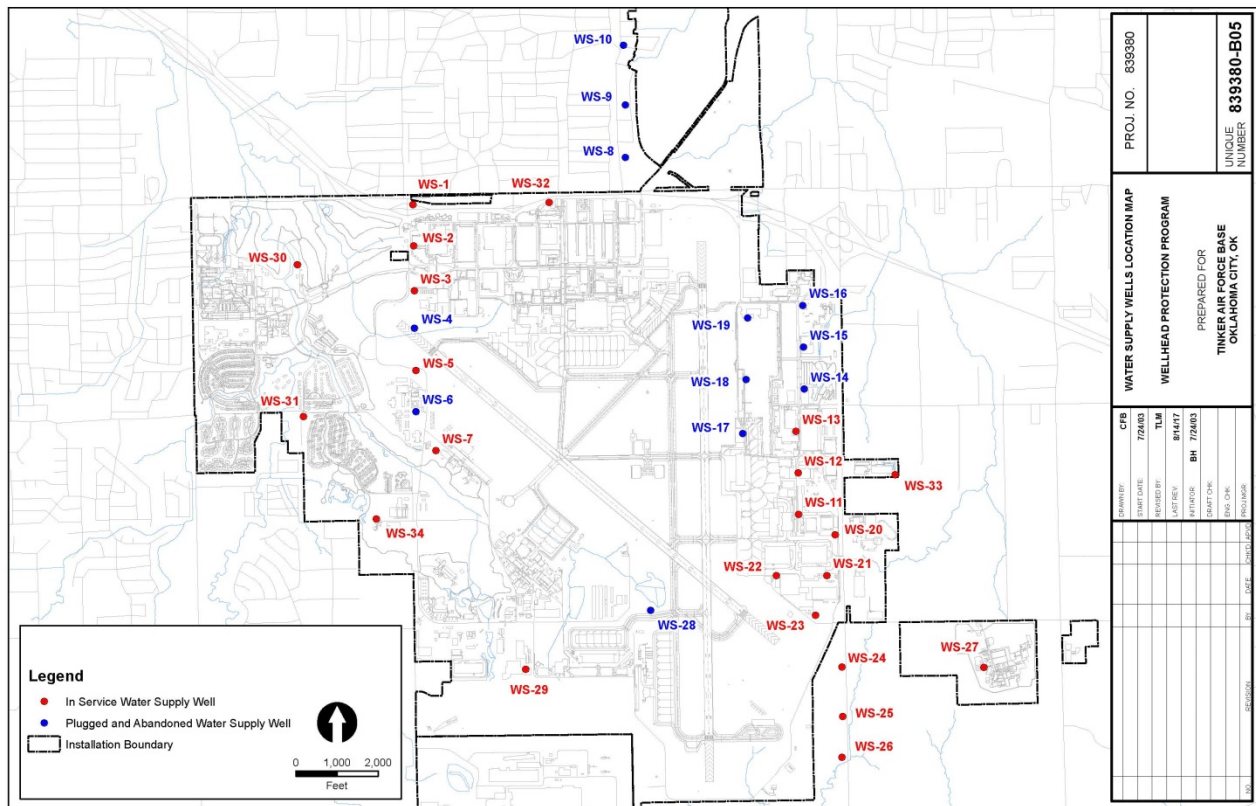 WS-10
WS-9
WS-8
WS-1
WS-32
WS-2
WS-30
WS-3
WS-16
WS-4
WS-19
WS-15
WS-5
WS-18
WS-14
WS-6
WS-31
WS-17
WS-13
WS-7
WS-12
WS-33
WS-11
WS-34
WS-20
WS-22
WS-21
WS-28
WS-23
WS-24
WS-27
WS-29
WS-25
WS-26
Legend
In Service Water Supply Well
Plugged and Abandoned Water Supply Well
Installation Boundary
0 1,000 2,000
Feet
PROJ. NO. 839380
UNIQUE
NUMBER 839380-B05
WATER SUPPLY WELLS LOCATION MAP
WELLHEAD PROTECTION PROGRAM
PREPARED FOR
TINKER AIR FORCE BASE
OKLAHOMA CITY, OK
DRAWN BY: CFB
START DATE: 7/24/03
REVISED BY: TLM
LAST REV: 8/14/17
INITIATOR: BH 7/24/03
DRAFT CHK:
ENG. CHK:
PROJ.MGR:
NO. REVISION BY DATE CHK'D APVD